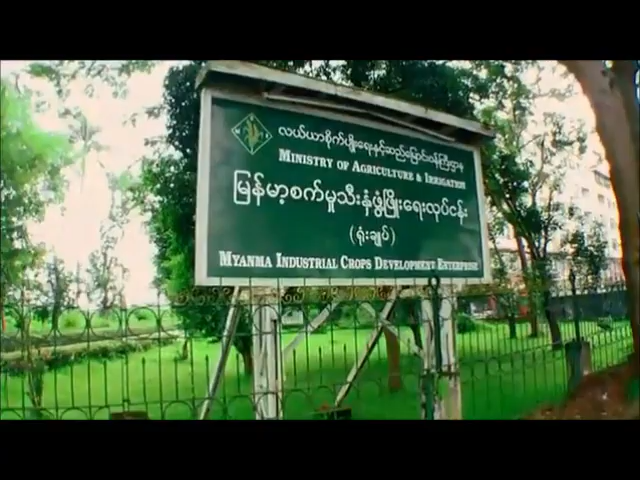 လယ်ယာစိုက်ပျိုးရေးနှင့်ဆည်မြောင်းဝန်ကြီးဌာန
MINISTRY OF AGRICULTURE & IRRIGATION
မြန်မာ့စက်မှုသီးနှံဖွံ့ဖြိုးရေးလုပ်ငန်း
(ရုံးချုပ်)
MYANMA INDUSTRIAL CROPS DEVELOPMENT ENTERPRISE